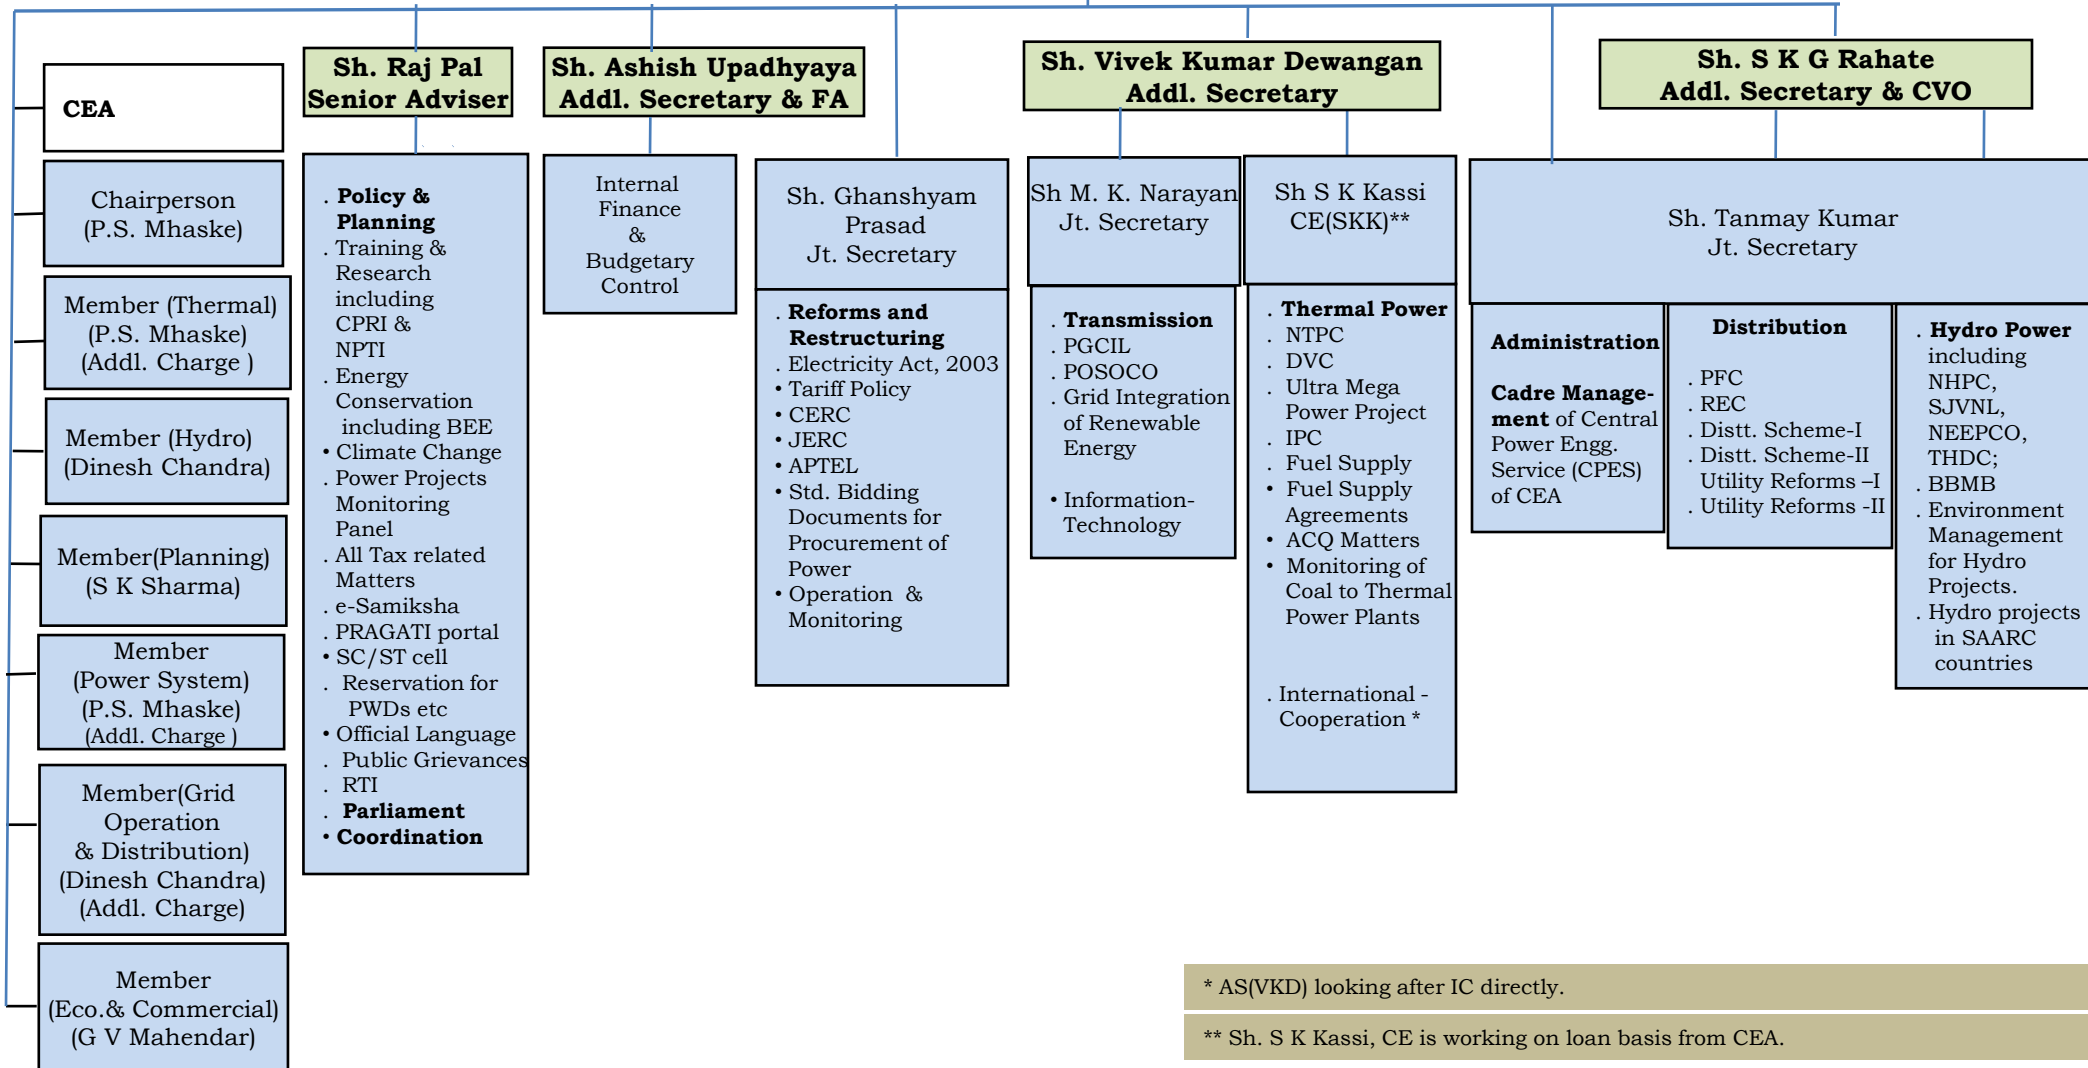 CEA
Chairperson
(P.S. Mhaske)
Member (Thermal)
(P.S. Mhaske)
(Addl. Charge )
Member (Hydro)
(Dinesh Chandra)
Member(Planning)
(S K Sharma)
Member
(Power System)
(P.S. Mhaske)
(Addl. Charge )
Member(Grid
Operation
& Distribution)
(Dinesh Chandra)
(Addl. Charge)
Member
(Eco.& Commercial)
(G V Mahendar)
Sh. Raj Pal
Senior Adviser
. Policy &
Planning
. Training &
Research
including
CPRI &
NPTI
. Energy
Conservation
including BEE
• Climate Change
. Power Projects
Monitoring
Panel
. All Tax related
Matters
. e-Samiksha
. PRAGATI portal
• SC/ST cell
. Reservation for
PWDs etc
• Official Language
. Public Grievances
. RTI
. Parliament
• Coordination
Sh. Ashish Upadhyaya
Addl. Secretary & FA
Internal
Finance
&
Budgetary
Control
Sh. Ghanshyam
Prasad
Jt. Secretary
. Reforms and
Restructuring
. Electricity Act, 2003
• Tariff Policy
• CERC
• JERC
• APTEL
• Std. Bidding
Documents for
Procurement of
Power
• Operation &
Monitoring
Sh. Vivek Kumar Dewangan
Addl. Secretary
Sh M. K. Narayan
Jt. Secretary
. Transmission
. PGCIL
. POSOCO
. Grid Integration
of Renewable
Energy
• Information-
Technology
Sh S K Kassi
CE(SKK)**
. Thermal Power
. NTPC
. DVC
. Ultra Mega
Power Project
. IPC
. Fuel Supply
• Fuel Supply
Agreements
• ACQ Matters
• Monitoring of
Coal to Thermal
Power Plants
. International -
Cooperation *
Sh. S K G Rahate
Addl. Secretary & CVO
Sh. Tanmay Kumar
Jt. Secretary
Administration
Cadre Manage-
ment of Central
Power Engg.
Service (CPES)
of CEA
Distribution
. PFC
. REC
. Distt. Scheme-I
. Distt. Scheme-II
Utility Reforms –I
. Utility Reforms -II
. Hydro Power
including
NHPC,
SJVNL,
NEEPCO,
THDC;
. BBMB
. Environment
Management
for Hydro
Projects.
. Hydro projects
in SAARC
countries
* AS(VKD) looking after IC directly.
** Sh. S K Kassi, CE is working on loan basis from CEA.